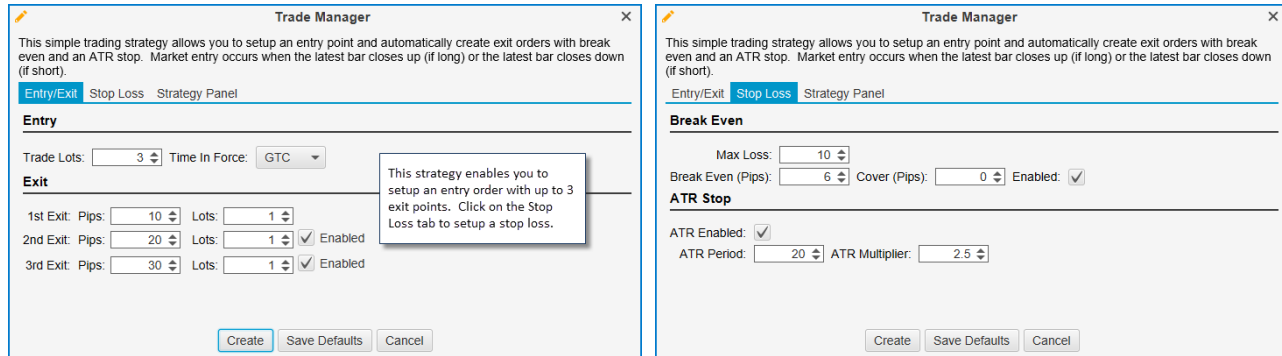 Trade Manager
This simple trading strategy allows you to setup an entry point and automatically create exit orders with break
even and an ATR stop.  Market entry occurs when the latest bar closes up (if long) or the latest bar closes down
(if short).
Entry/Exit Stop Loss Strategy Panel
Entry
Trade Lots: 3 Time In Force: GTC
Exit
1st Exit: Pips: 10 Lots: 1
2nd Exit: Pips: 20 Lots: 1 Enabled
3rd Exit: Pips: 30 Lots: 1 Enabled
This strategy enables you to
setup an entry order with up to 3
exit points.  Click on the Stop
Loss tab to setup a stop loss.
Create Save Defaults Cancel
Trade Manager
This simple trading strategy allows you to setup an entry point and automatically create exit orders with break
even and an ATR stop.  Market entry occurs when the latest bar closes up (if long) or the latest bar closes down
(if short).
Entry/Exit Stop Loss Strategy Panel
Break Even
Max Loss: 10
Break Even (Pips): 6 Cover (Pips): 0 Enabled:
ATR Stop
ATR Enabled:
ATR Period: 20 ATR Multiplier: 2.5
Create Save Defaults Cancel